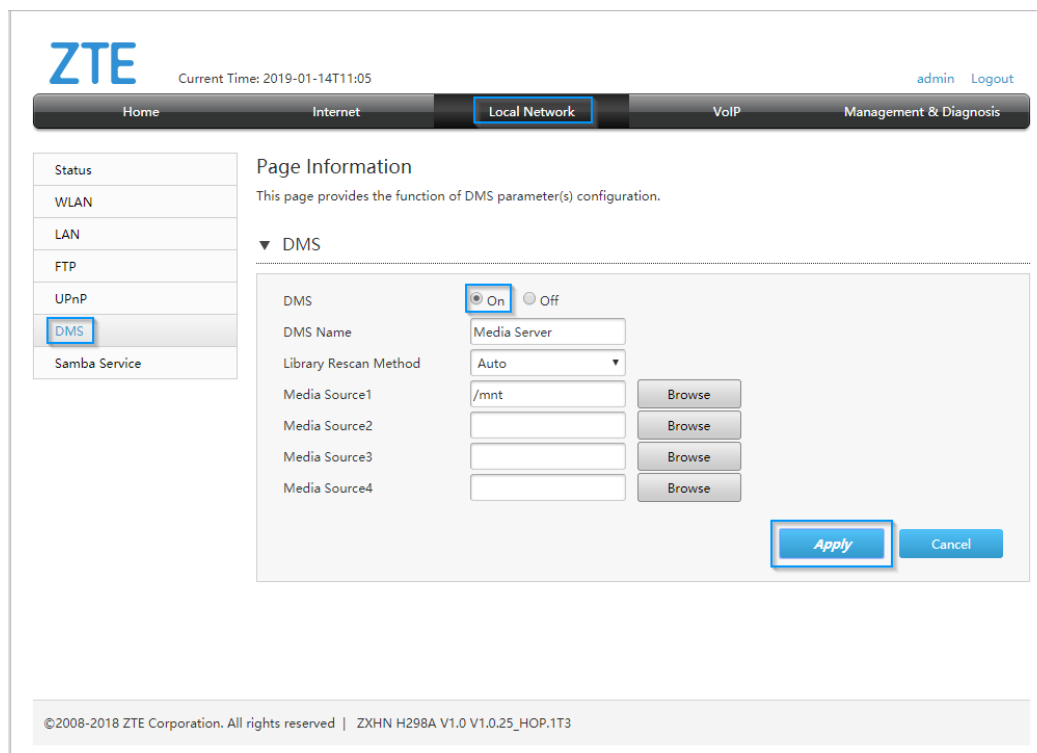 ZTE
Current Time: 2019-01-14T11:05
admin Logout
Home Internet Local Network VoIP Management & Diagnosis
Status
WLAN
LAN
FTP
UPnP
DMS
Samba Service
Page Information
This page provides the function of DMS parameter(s) configuration.
▼ DMS
DMS On Off
DMS Name Media Server
Library Rescan Method Auto ▼
Media Source1 /mnt Browse
Media Source2 Browse
Media Source3 Browse
Media Source4 Browse
Apply Cancel
©2008-2018 ZTE Corporation. All rights reserved | ZXHN H298A V1.0 V1.0.25_HOP.1T3